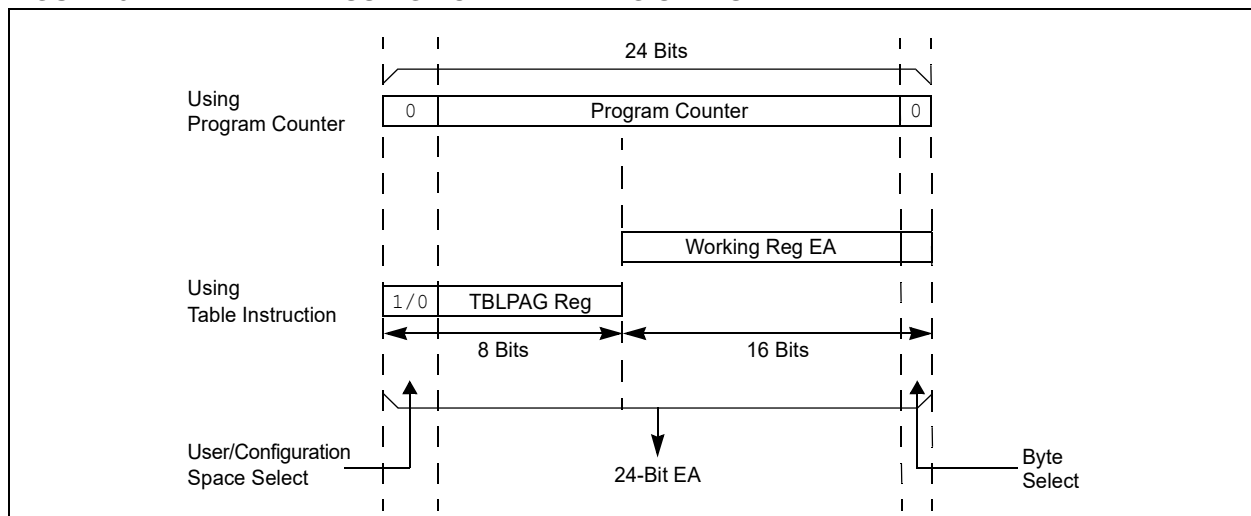 24 Bits
Using
Program Counter
0
Program Counter
0
Working Reg EA
Using
Table Instruction
1/0
TBLPAG Reg
8 Bits
16 Bits
User/Configuration
Space Select
24-Bit EA
Byte
Select